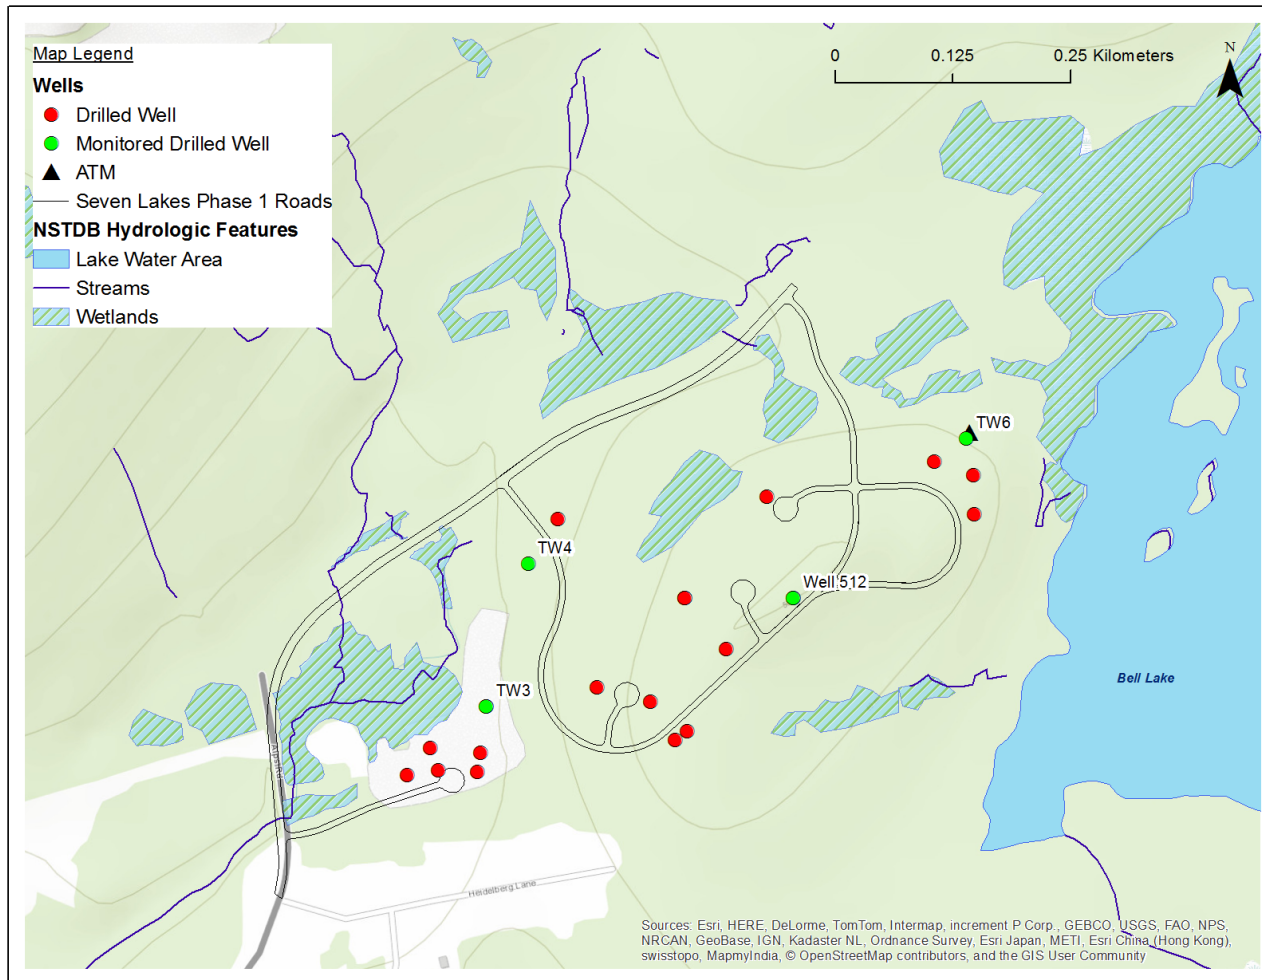 Map Legend
Wells
Drilled Well
Monitored Drilled Well
ATM
Seven Lakes Phase 1 Roads
NSTDB Hydrologic Features
Lake Water Area
Streams
Wetlands
0 0.125 0.25 Kilometers
N
TW6
TW4
Well 512
TW3
Bell Lake
Heidelberg Lane
Sources: Esri, HERE, DeLorme, TomTom, Intermap, increment P Corp., GEBCO, USGS, FAO, NPS,
NRCAN, GeoBase, IGN, Kadaster NL, Ordnance Survey, Esri Japan, METI, Esri China (Hong Kong),
swisstopo, MapmyIndia, © OpenStreetMap contributors, and the GIS User Community